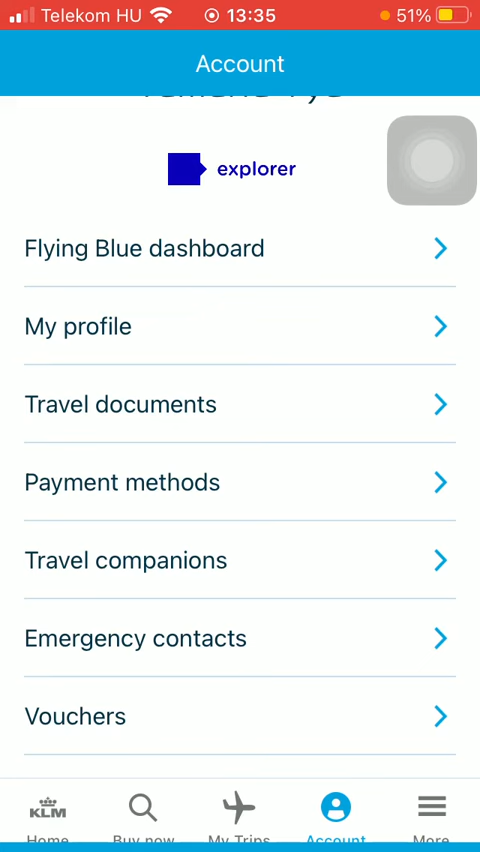 Telekom HU 13:35 51%
Account
explorer
Flying Blue dashboard
My profile
Travel documents
Payment methods
Travel companions
Emergency contacts
Vouchers
KLM
Home Buy now My Trips Account More